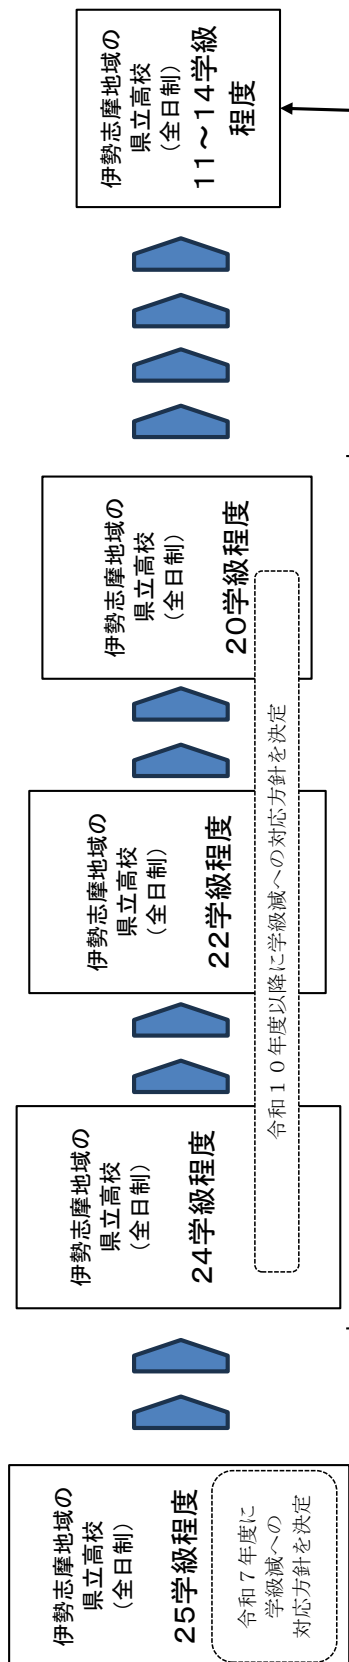 伊勢志摩地域の
県立高校
（全日制）
25学級程度
令和７年度に
学級減への
対応方針を決定
伊勢志摩地域の
県立高校
（全日制）
24学級程度
伊勢志摩地域の
県立高校
（全日制）
22学級程度
伊勢志摩地域の
県立高校
（全日制）
20学級程度
令和１０年度以降に学級減への対応方針を決定
伊勢志摩地域の
県立高校
（全日制）
11～14学級
程度